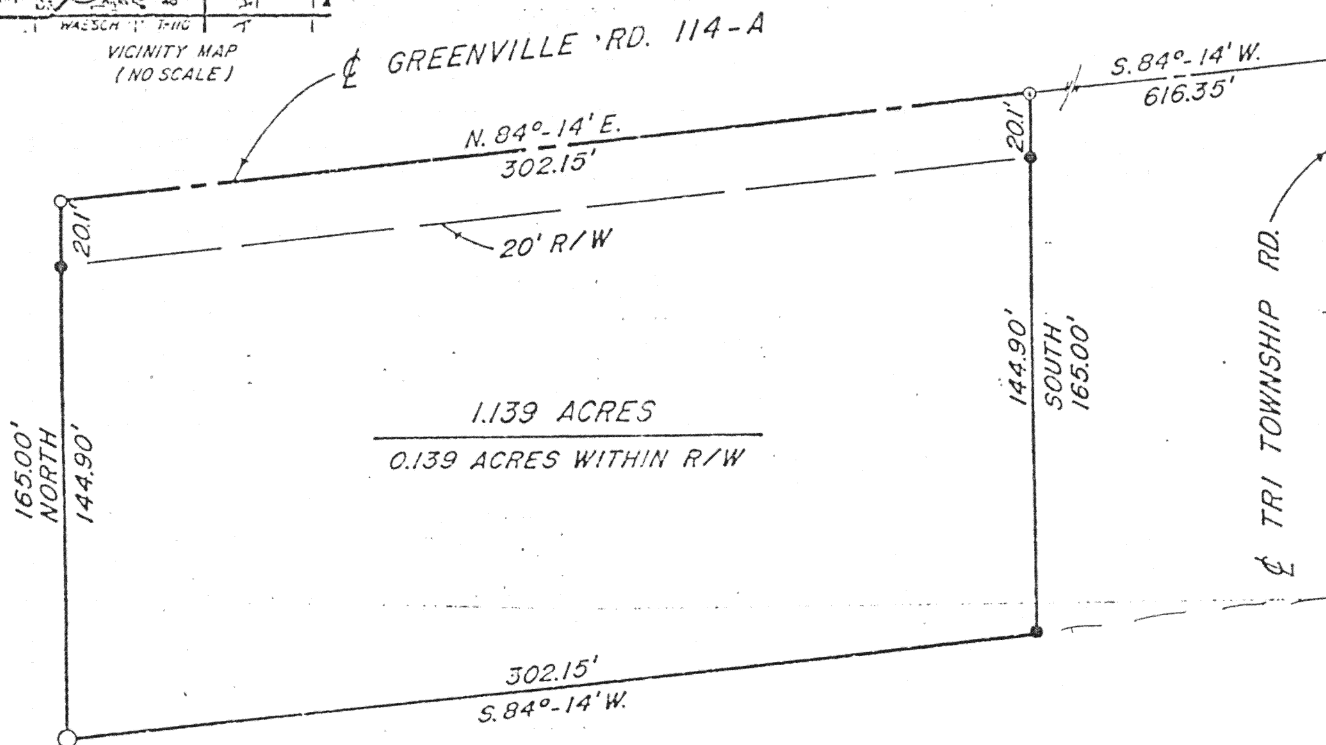 WAESCH T-110
VICINITY MAP
(NO SCALE)
℄ GREENVILLE RD. 114-A
S. 84°-14' W.
616.35'
N. 84°-14' E.
302.15'
20.1'
20.1'
20' R/W
℄ TRI TOWNSHIP RD.
144.90'
SOUTH
165.00'
1.139 ACRES
0.139 ACRES WITHIN R/W
165.00'
NORTH
144.90'
302.15'
S. 84°-14' W.